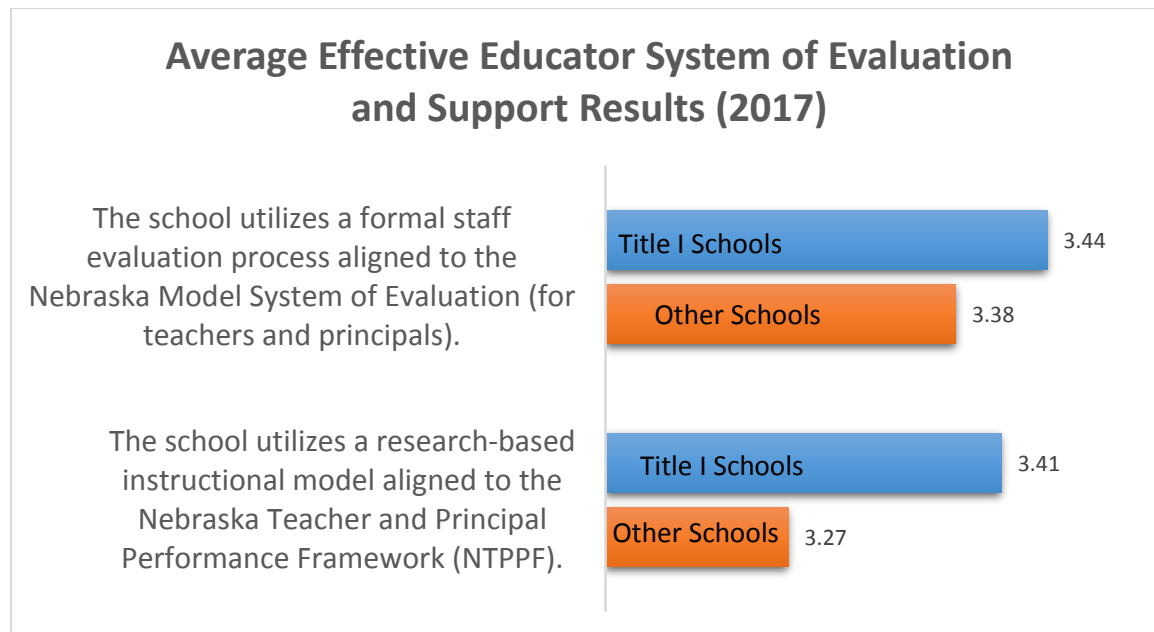 Average Effective Educator System of Evaluation
and Support Results (2017)
The school utilizes a formal staff
evaluation process aligned to the
Nebraska Model System of Evaluation (for
teachers and principals).
Title I Schools
3.44
Other Schools
3.38
The school utilizes a research-based
instructional model aligned to the
Nebraska Teacher and Principal
Performance Framework (NTPPF).
Title I Schools
3.41
Other Schools
3.27